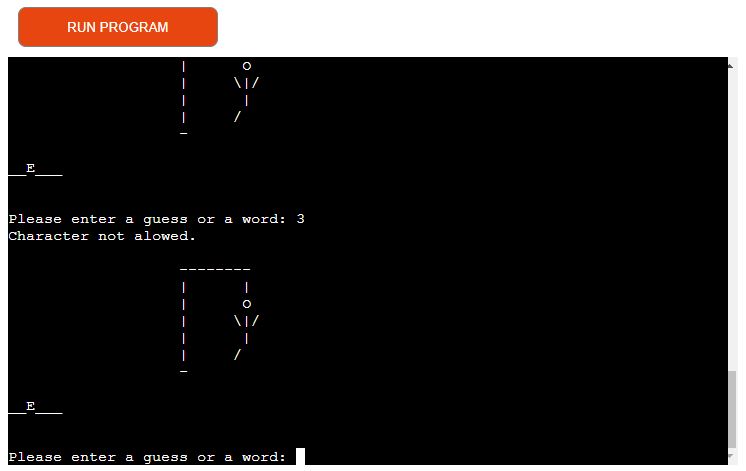 RUN PROGRAM
|      o
|     \|/
|      |
|     /
-
__E___
Please enter a guess or a word: 3
Character not alowed.
--------
|      |
|      o
|     \|/
|      |
|     /
-
__E___
Please enter a guess or a word: